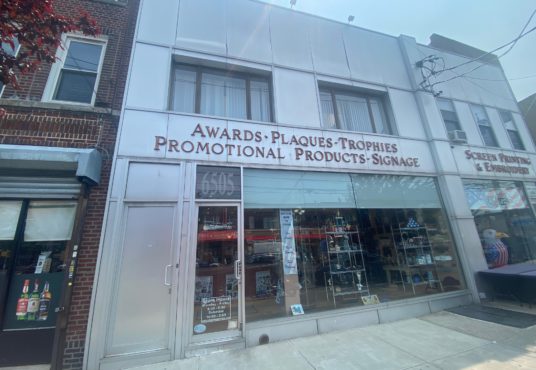 Awards · Plaques · Trophies
Promotional Products · Signage
Screen Printing
& Embroidery
6505